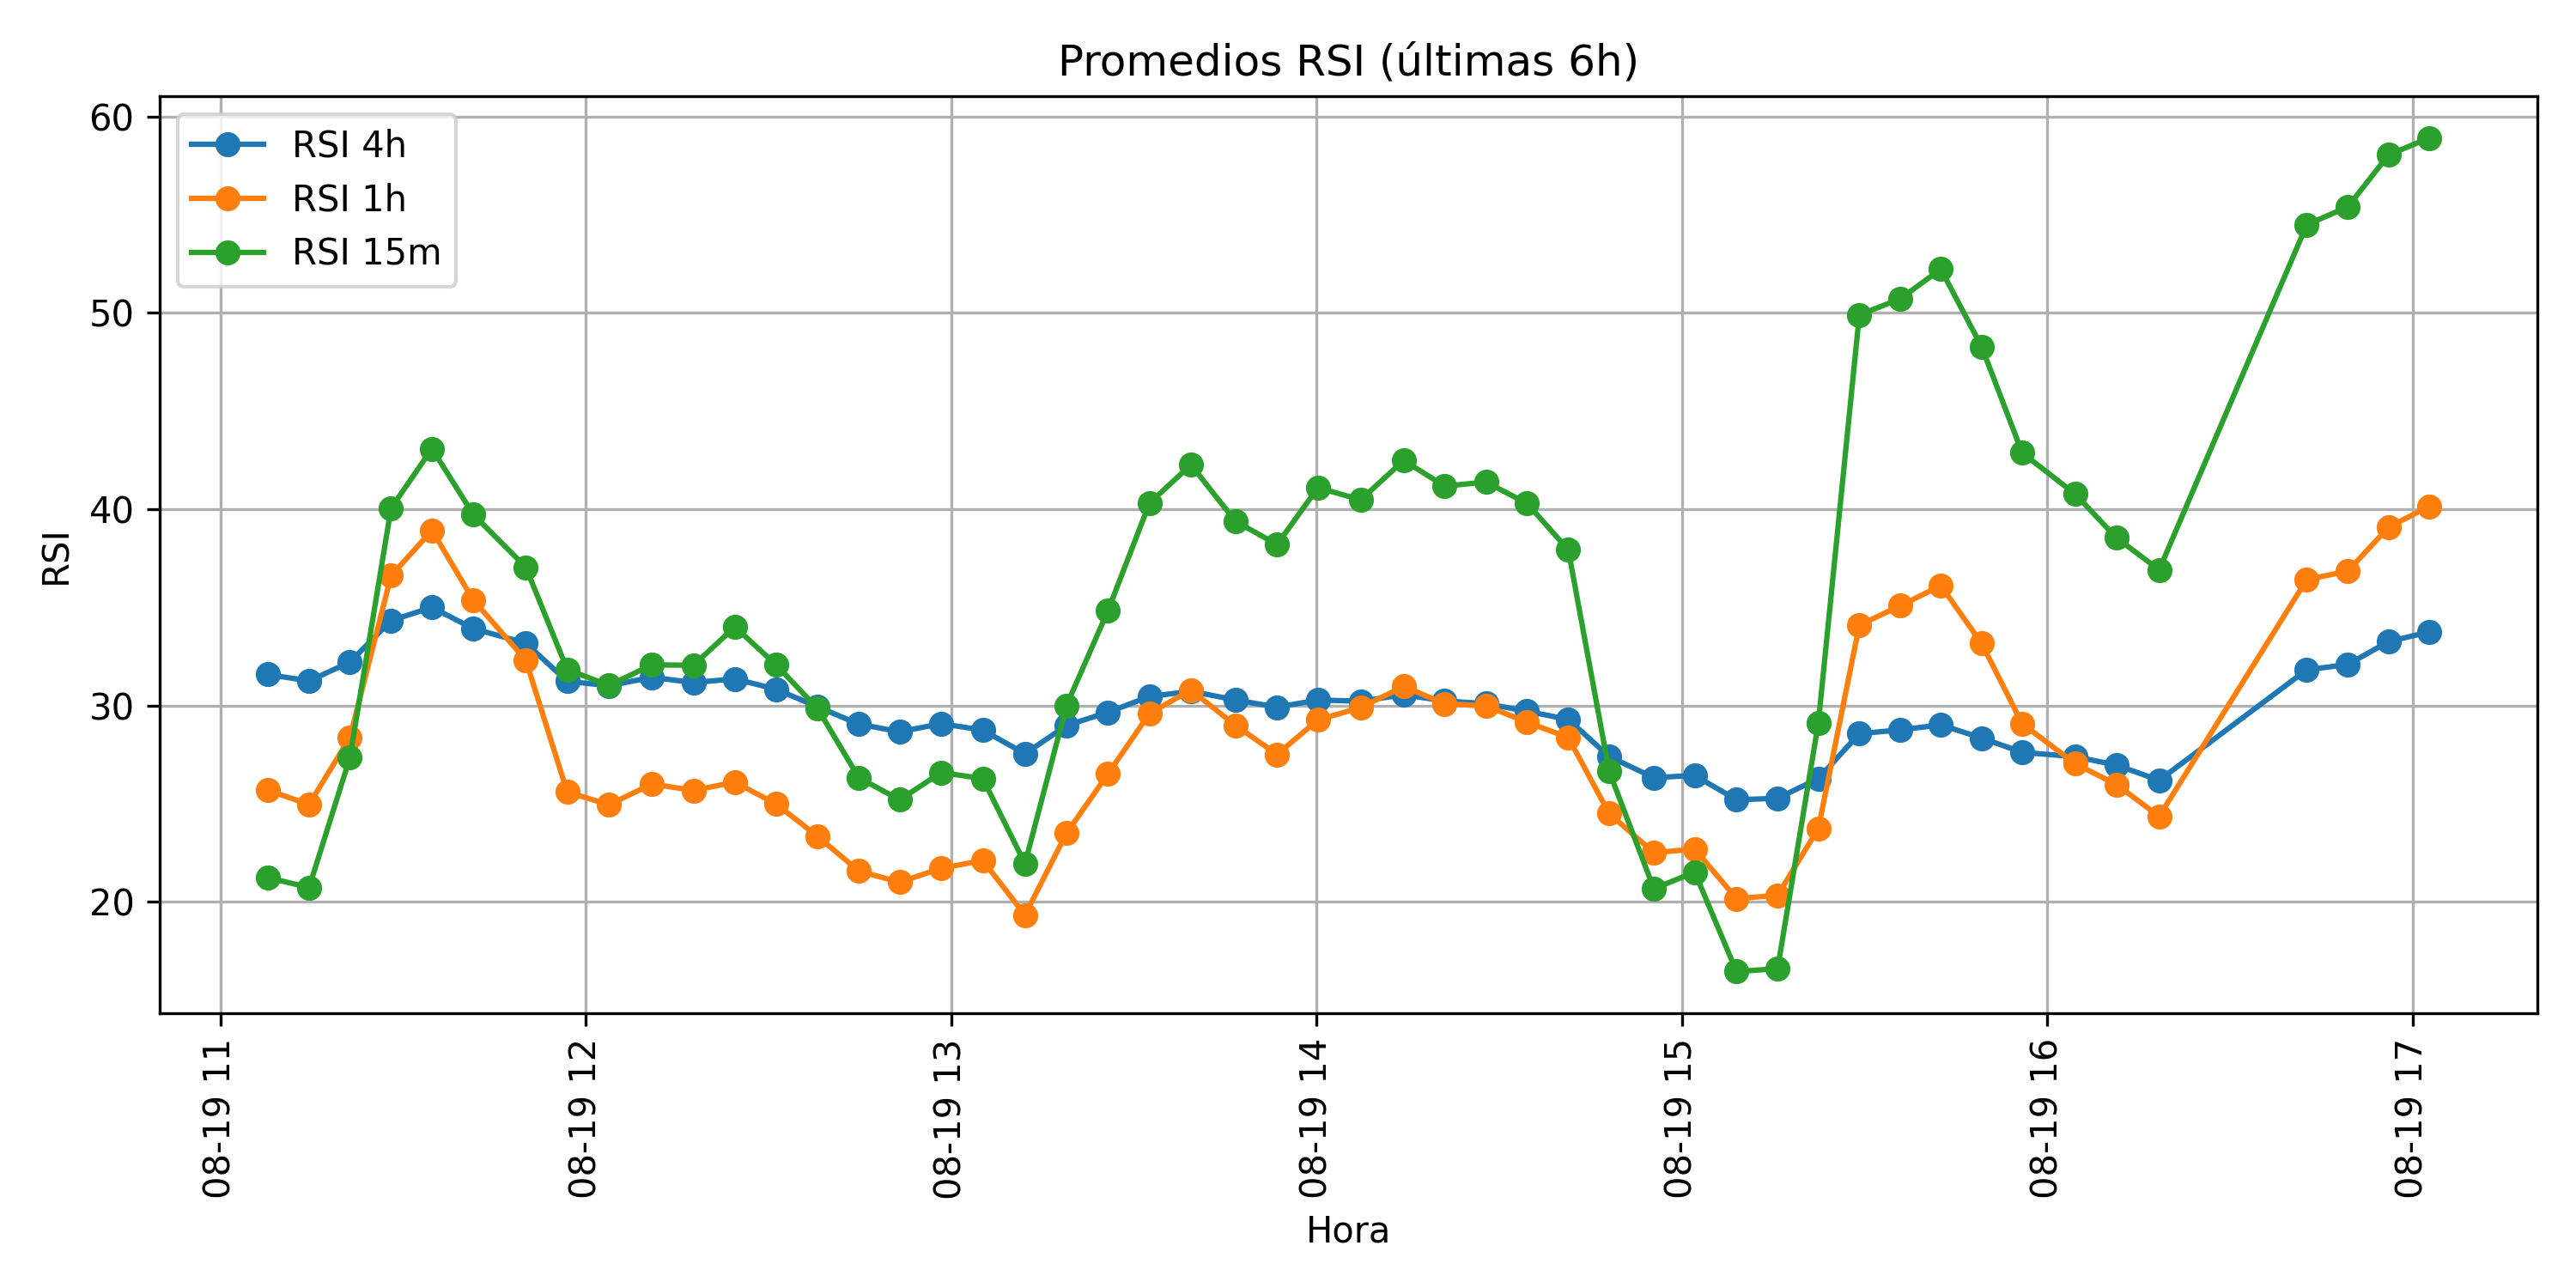 Promedios RSI (últimas 6h)
RSI 4h
RSI 1h
RSI 15m
60
50
40
30
20
RSI
08-19 11
08-19 12
08-19 13
08-19 14
08-19 15
08-19 16
08-19 17
Hora